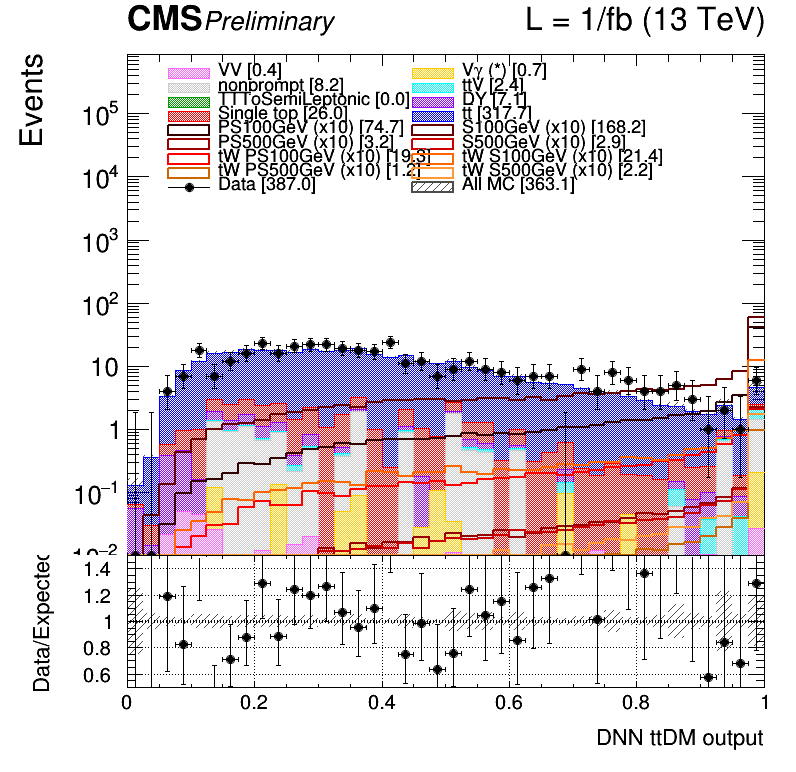 CMS Preliminary L = 1/fb (13 TeV)
Events
VV [0.4] Vγ (*) [0.7]
nonprompt [8.2] ttV [2.4]
TTToSemiLeptonic [0.0] DY [7.1]
Single top [26.0] tt [317.7]
PS100GeV (x10) [74.7] S100GeV (x10) [168.2]
PS500GeV (x10) [3.2] S500GeV (x10) [2.9]
tW PS100GeV (x10) [19.3] tW S100GeV (x10) [21.4]
tW PS500GeV (x10) [1.2] tW S500GeV (x10) [2.2]
Data [387.0] All MC [363.1]
10⁵
10⁴
10³
10²
10
1
10⁻¹
10⁻²
Data/Expected
1.4
1.2
1
0.8
0.6
0 0.2 0.4 0.6 0.8 1
DNN ttDM output